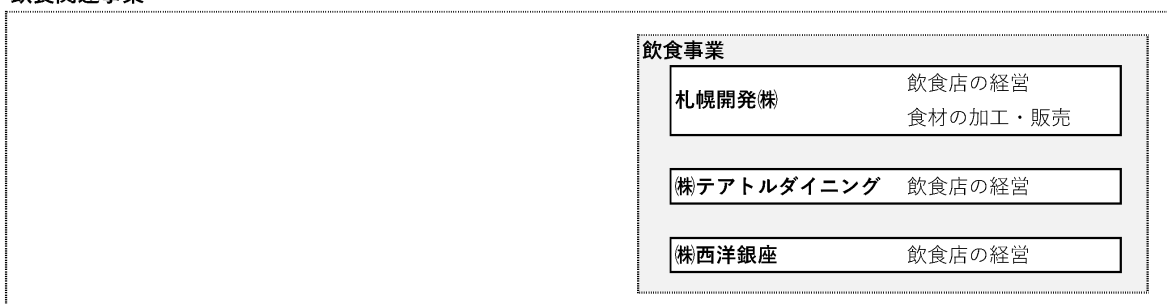 飲食関連事業
飲食事業
札幌開発㈱
飲食店の経営
食材の加工・販売
㈱テアトルダイニング 飲食店の経営
㈱西洋銀座 飲食店の経営